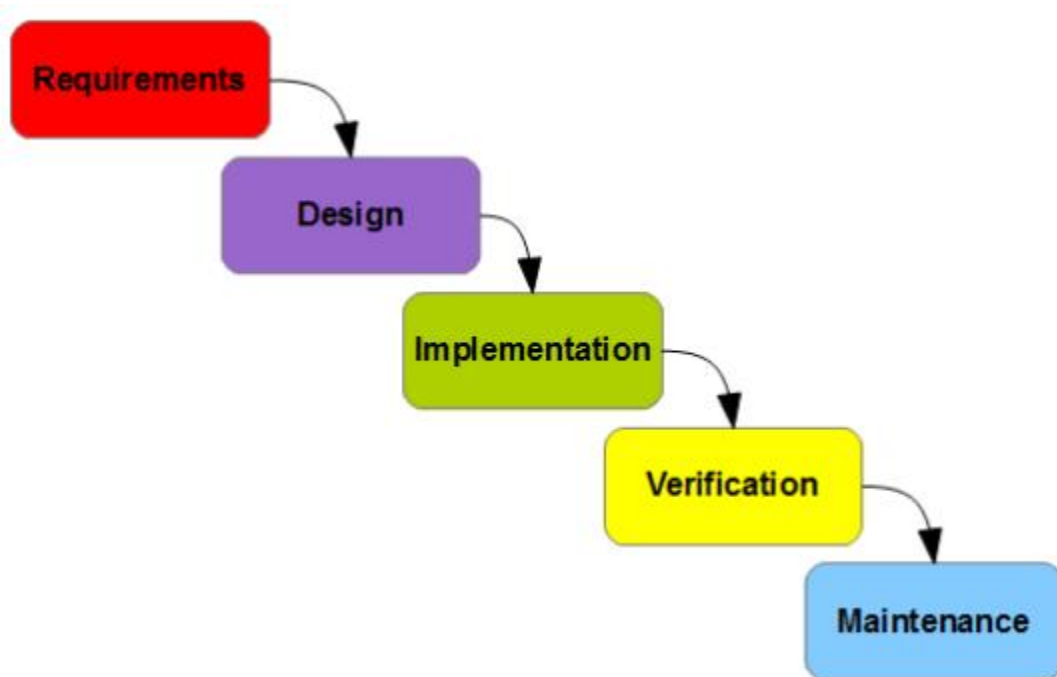 Requirements
Design
Implementation
Verification
Maintenance